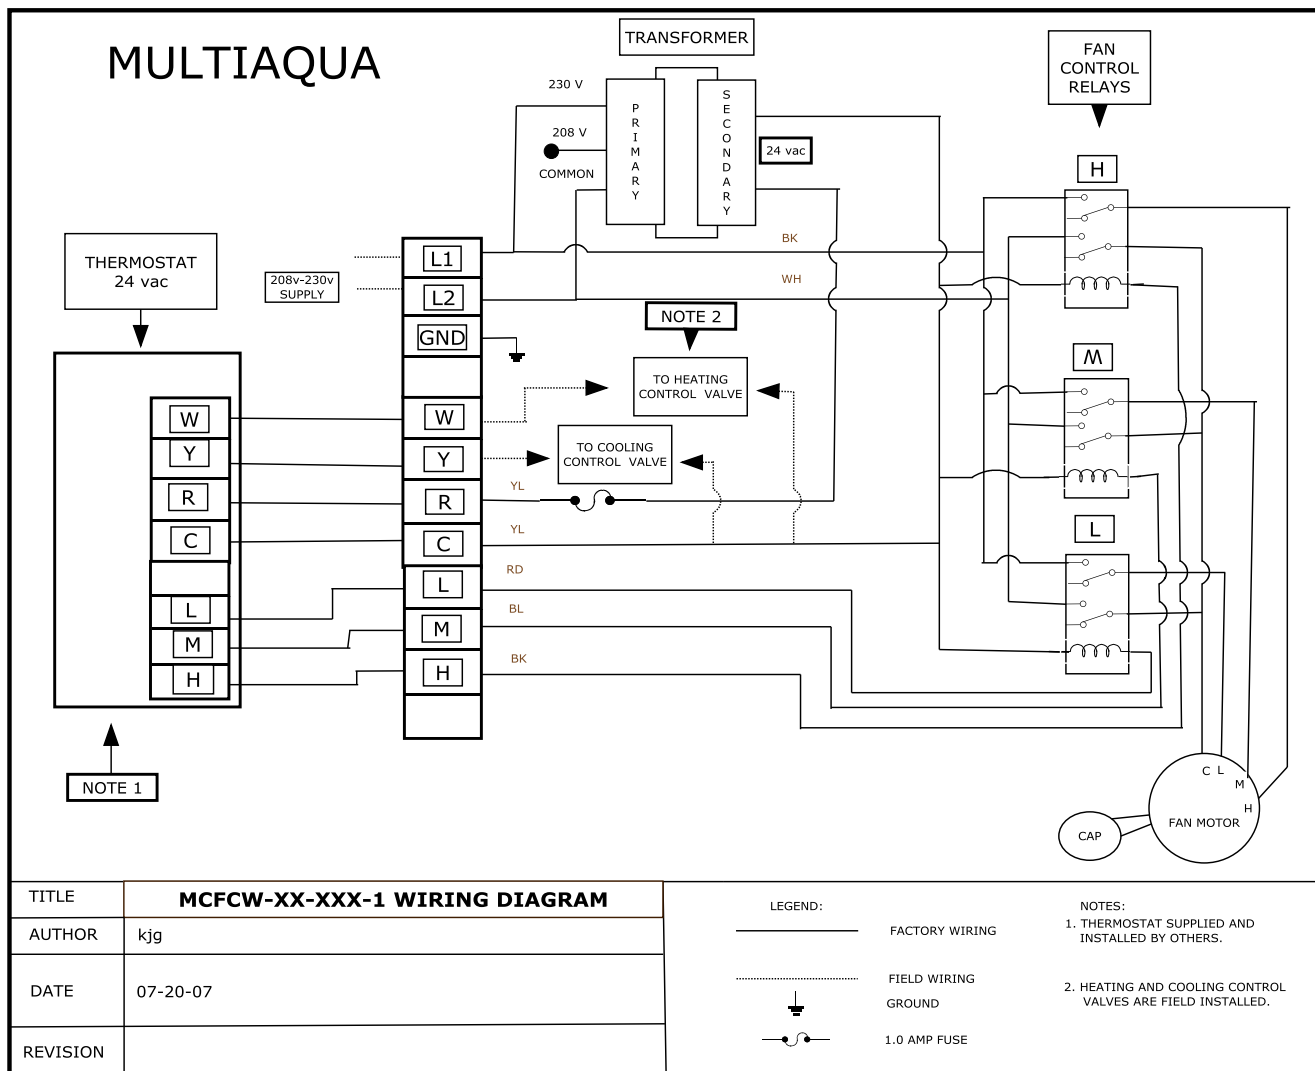 MULTIAQUA
TRANSFORMER
FAN
CONTROL
RELAYS
230 V
208 V
COMMON
PRIMARY
SECONDARY
24 vac
H
THERMOSTAT
24 vac
208v-230v
SUPPLY
L1
L2
GND
W
Y
R
C
L
M
H
BK
WH
NOTE 2
TO HEATING
CONTROL VALVE
TO COOLING
CONTROL VALVE
YL
YL
RD
BL
BK
M
L
W
Y
R
C
L
M
H
NOTE 1
C L
M
H
FAN MOTOR
CAP
TITLE
MCFCW-XX-XXX-1 WIRING DIAGRAM
AUTHOR
kjg
DATE
07-20-07
REVISION
LEGEND:
FACTORY WIRING
FIELD WIRING
GROUND
1.0 AMP FUSE
NOTES:
1. THERMOSTAT SUPPLIED AND
INSTALLED BY OTHERS.
2. HEATING AND COOLING CONTROL
VALVES ARE FIELD INSTALLED.